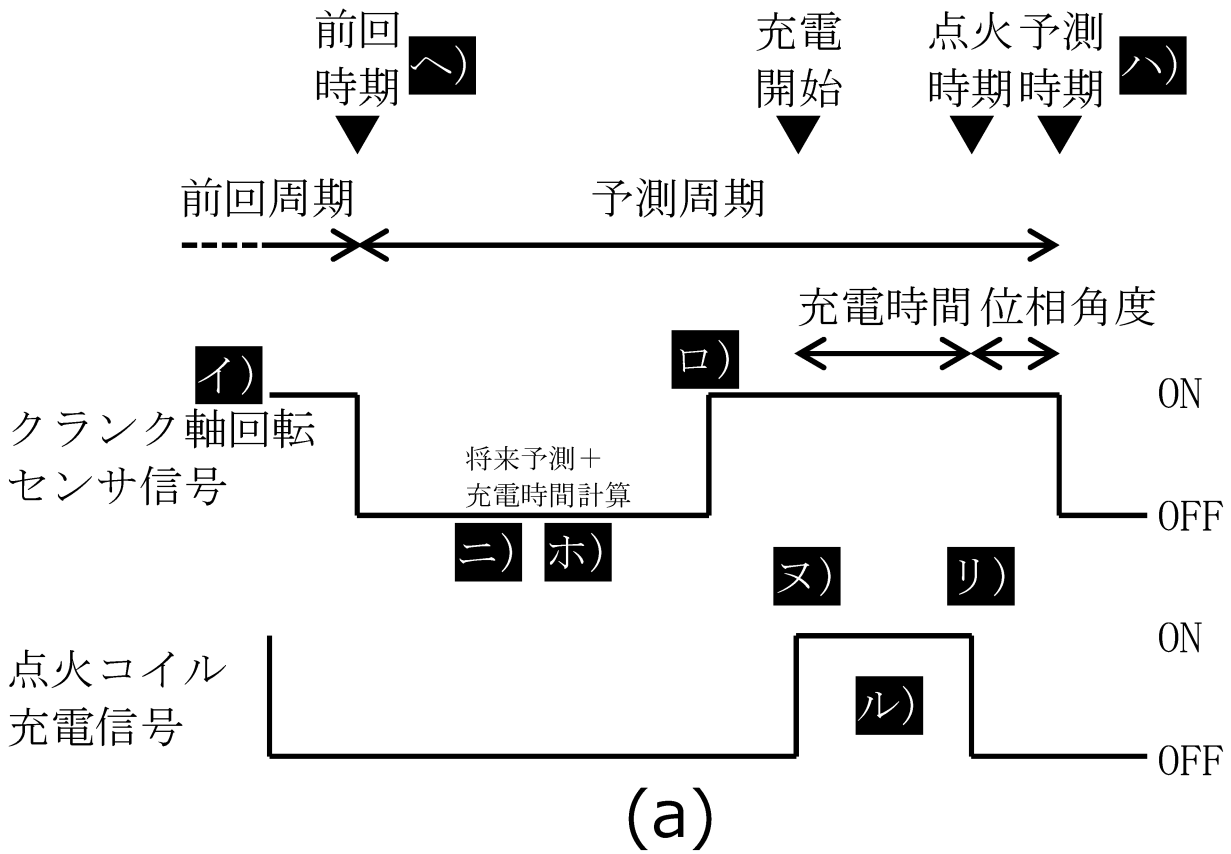 前回
時期
ヘ）
充電
開始
点火
時期
予測
時期
ハ）
前回周期
予測周期
充電時間
位相角度
イ）
ロ）
ON
クランク軸回転
センサ信号
将来予測＋
充電時間計算
OFF
ニ）
ホ）
ヌ）
リ）
ON
点火コイル
充電信号
ル）
OFF
(a)